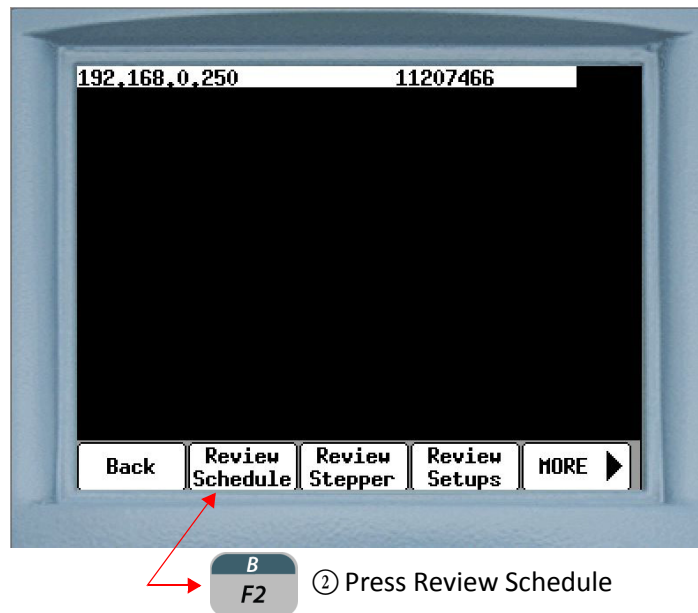 192.168.0.250 11207466
Back Review Schedule Review Stepper Review Setups MORE
B
F2 ② Press Review Schedule